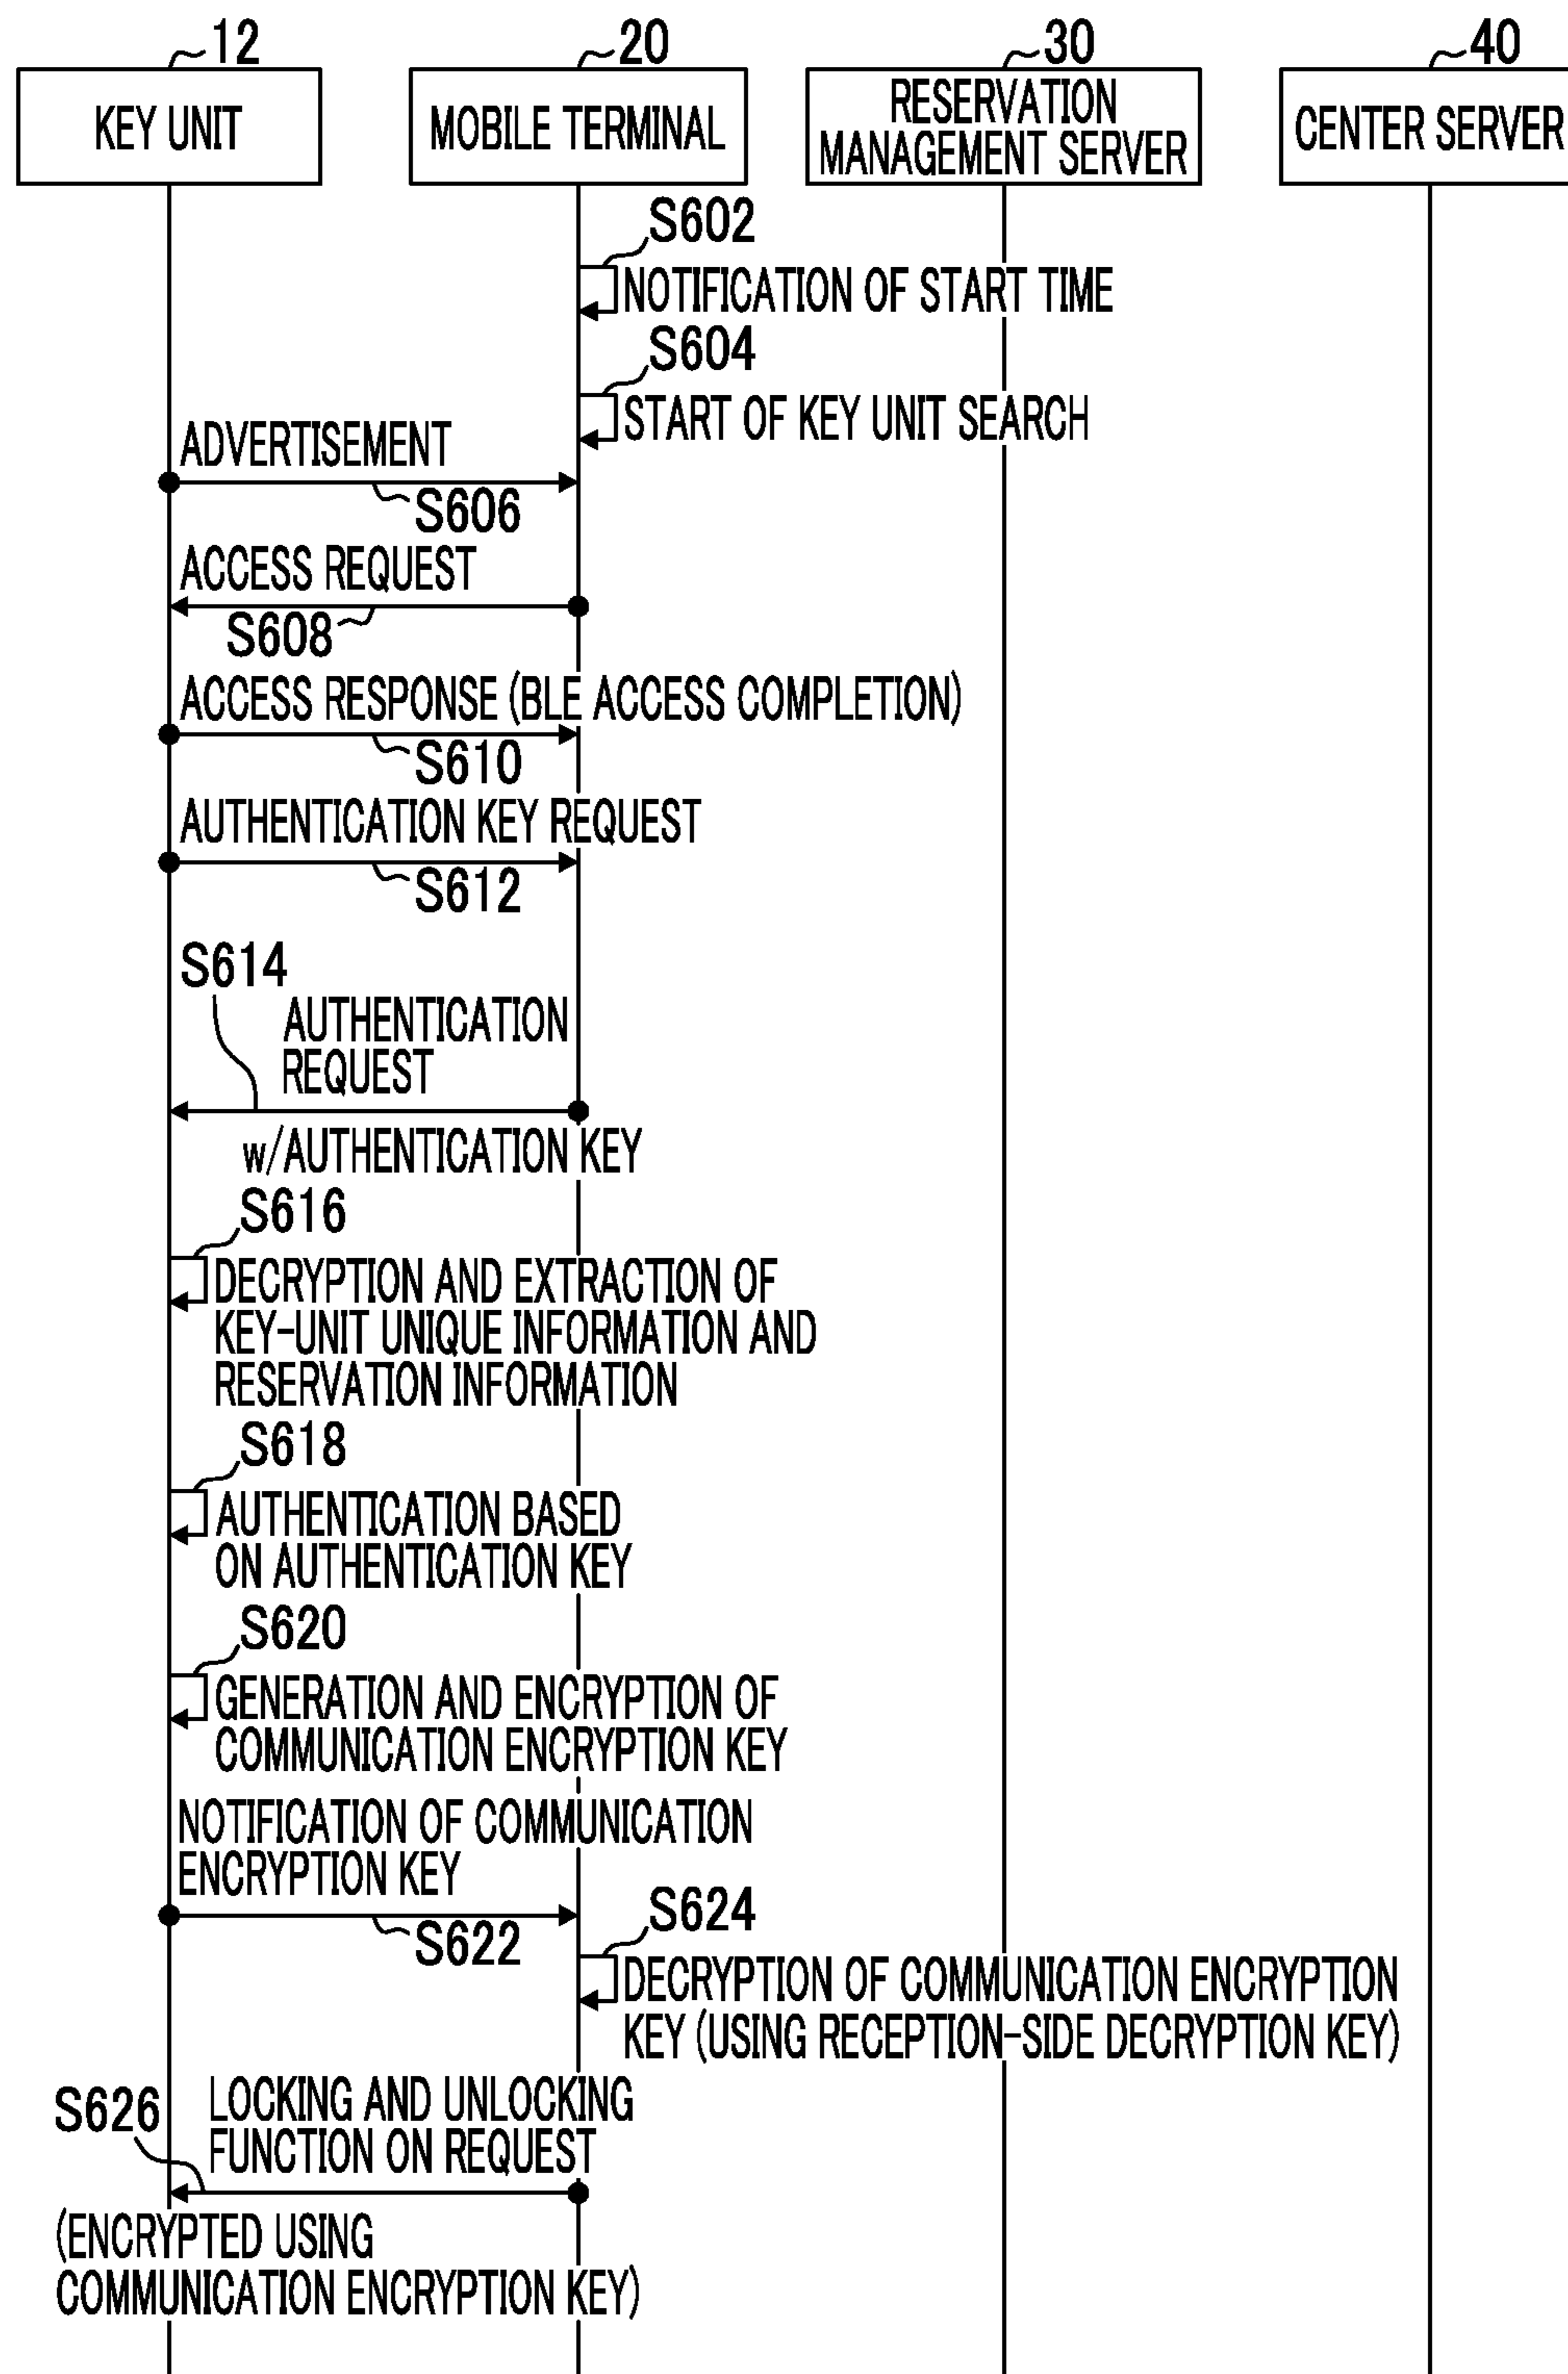 12
20
30
40
KEY UNIT
MOBILE TERMINAL
RESERVATION
MANAGEMENT SERVER
CENTER SERVER
S602
NOTIFICATION OF START TIME
S604
START OF KEY UNIT SEARCH
ADVERTISEMENT
S606
ACCESS REQUEST
S608
ACCESS RESPONSE (BLE ACCESS COMPLETION)
S610
AUTHENTICATION KEY REQUEST
S612
S614
AUTHENTICATION
REQUEST
w/AUTHENTICATION KEY
S616
DECRYPTION AND EXTRACTION OF
KEY-UNIT UNIQUE INFORMATION AND
RESERVATION INFORMATION
S618
AUTHENTICATION BASED
ON AUTHENTICATION KEY
S620
GENERATION AND ENCRYPTION OF
COMMUNICATION ENCRYPTION KEY
NOTIFICATION OF COMMUNICATION
ENCRYPTION KEY
S622
S624
DECRYPTION OF COMMUNICATION ENCRYPTION
KEY (USING RECEPTION-SIDE DECRYPTION KEY)
S626
LOCKING AND UNLOCKING
FUNCTION ON REQUEST
(ENCRYPTED USING
COMMUNICATION ENCRYPTION KEY)